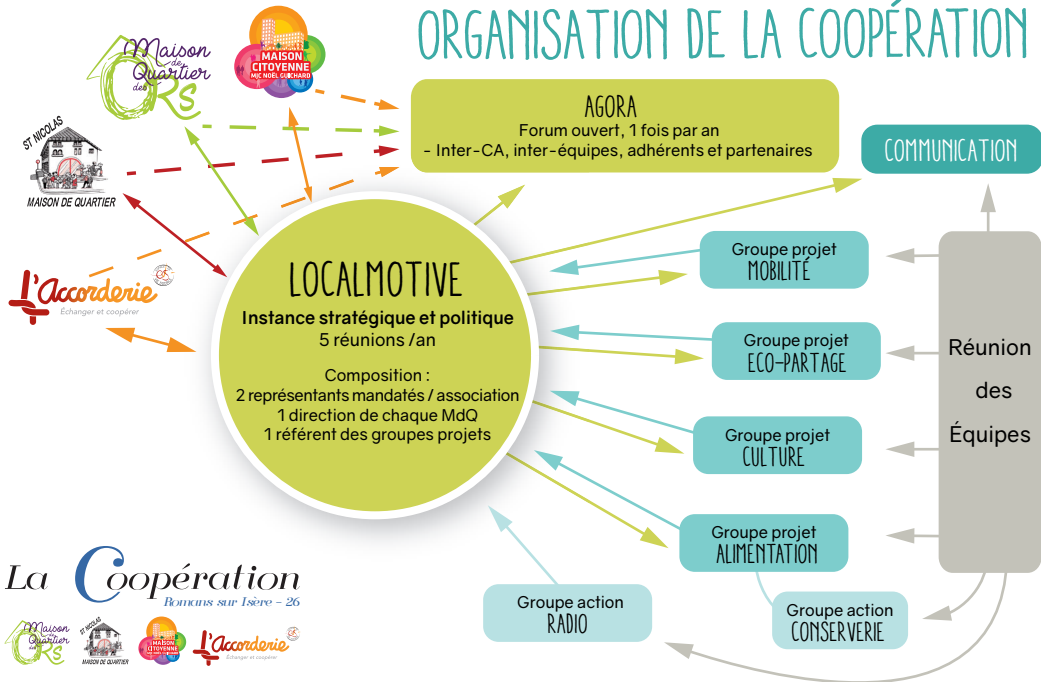 ORGANISATION DE LA COOPÉRATION
Maison
de
Quartier
des
ORS
MAISON
CITOYENNE
MJC NOËL GUICHARD
ST NICOLAS
MAISON DE QUARTIER
L'Accorderie
Échanger et coopérer
AGORA
Forum ouvert, 1 fois par an
- Inter-CA, inter-équipes, adhérents et partenaires
COMMUNICATION
LOCALMOTIVE
Instance stratégique et politique
5 réunions /an
Composition :
2 représentants mandatés / association
1 direction de chaque MdQ
1 référent des groupes projets
Groupe projet
MOBILITÉ
Groupe projet
ECO-PARTAGE
Groupe projet
CULTURE
Groupe projet
ALIMENTATION
Réunion
des
Équipes
Groupe action
RADIO
Groupe action
CONSERVERIE
La Coopération
Romans sur Isère - 26
Maison
de
Quartier
des
ORS
ST NICOLAS
MAISON DE QUARTIER
MAISON
CITOYENNE
MJC NOËL GUICHARD
L'Accorderie
Échanger et coopérer